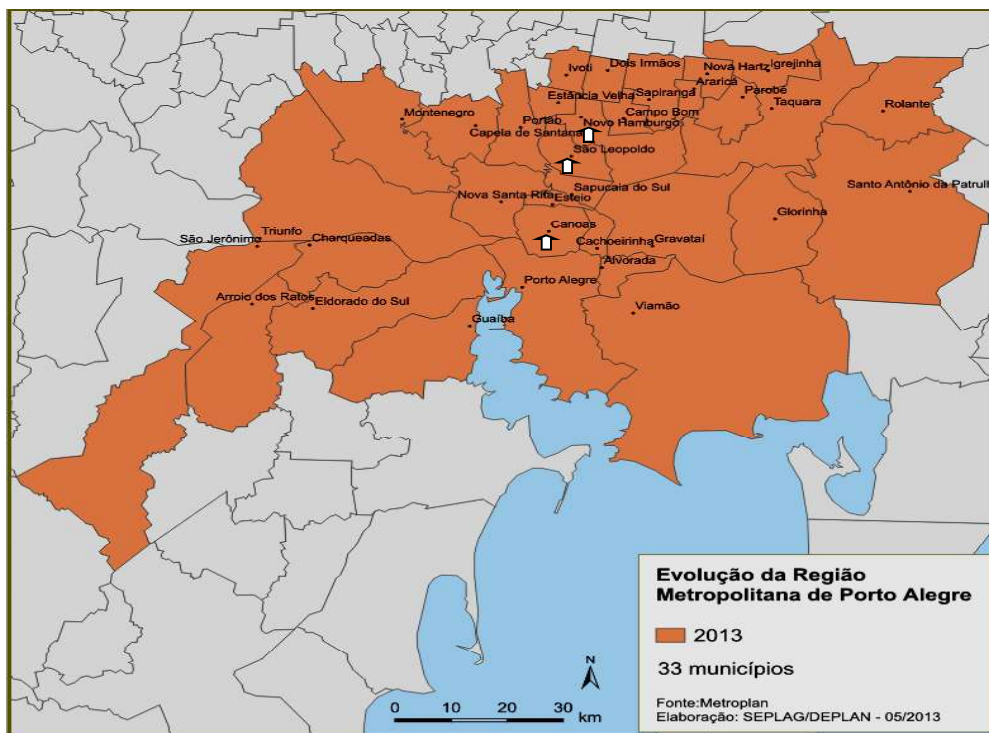 Ivoti
Dois Irmãos
Nova Hartz
Igrejinha
Araricá
Estância Velha
Sapiranga
Parobé
Taquara
Rolante
Montenegro
Capela de Santana
Portão
Novo Hamburgo
Campo Bom
São Leopoldo
Sapucaia do Sul
Santo Antônio da Patrulh
Nova Santa Rita
Esteio
Glorinha
Canoas
Triunfo
São Jerônimo
Charqueadas
Cachoeirinha
Gravataí
Alvorada
Porto Alegre
Arroio dos Ratos
Eldorado do Sul
Guaíba
Viamão
Evolução da Região
Metropolitana de Porto Alegre
2013
33 municípios
Fonte:Metroplan
Elaboração: SEPLAG/DEPLAN - 05/2013
N
0 10 20 30
km